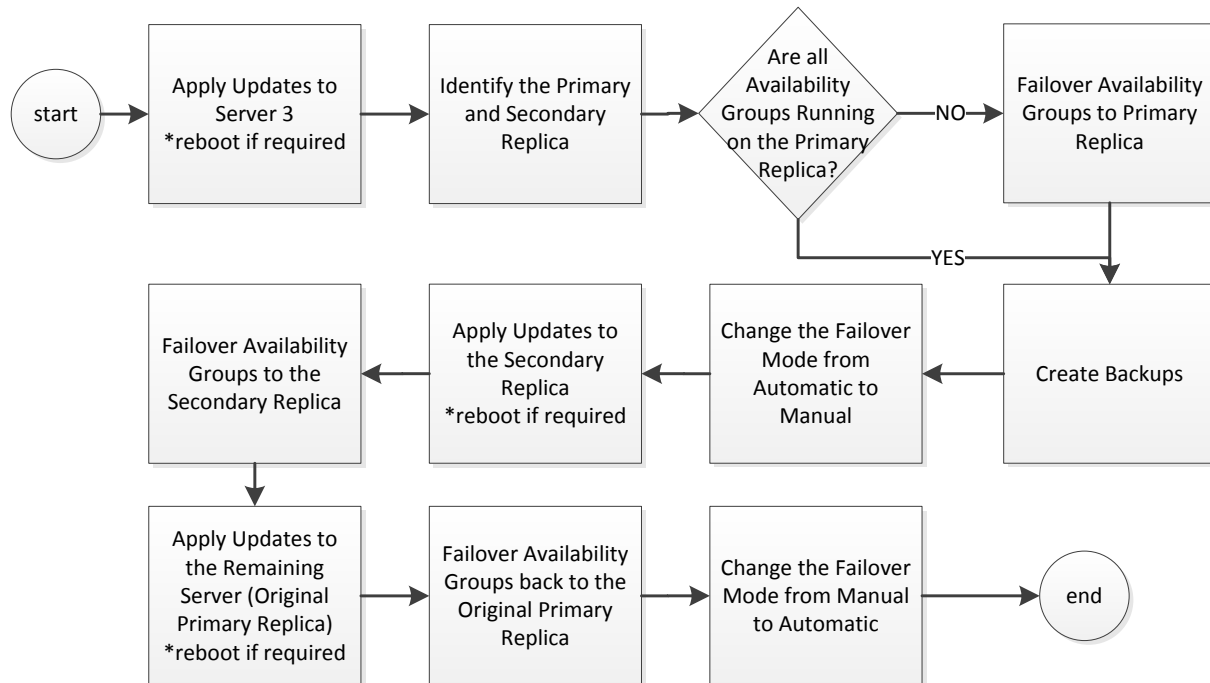 start
Apply Updates to
Server 3
*reboot if required
Identify the Primary
and Secondary
Replica
Are all
Availability
Groups Running
on the Primary
Replica?
NO
Failover Availability
Groups to Primary
Replica
YES
Create Backups
Change the Failover
Mode from
Automatic to
Manual
Apply Updates to
the Secondary
Replica
*reboot if required
Failover Availability
Groups to the
Secondary Replica
Apply Updates to
the Remaining
Server (Original
Primary Replica)
*reboot if required
Failover Availability
Groups back to the
Original Primary
Replica
Change the Failover
Mode from Manual
to Automatic
end